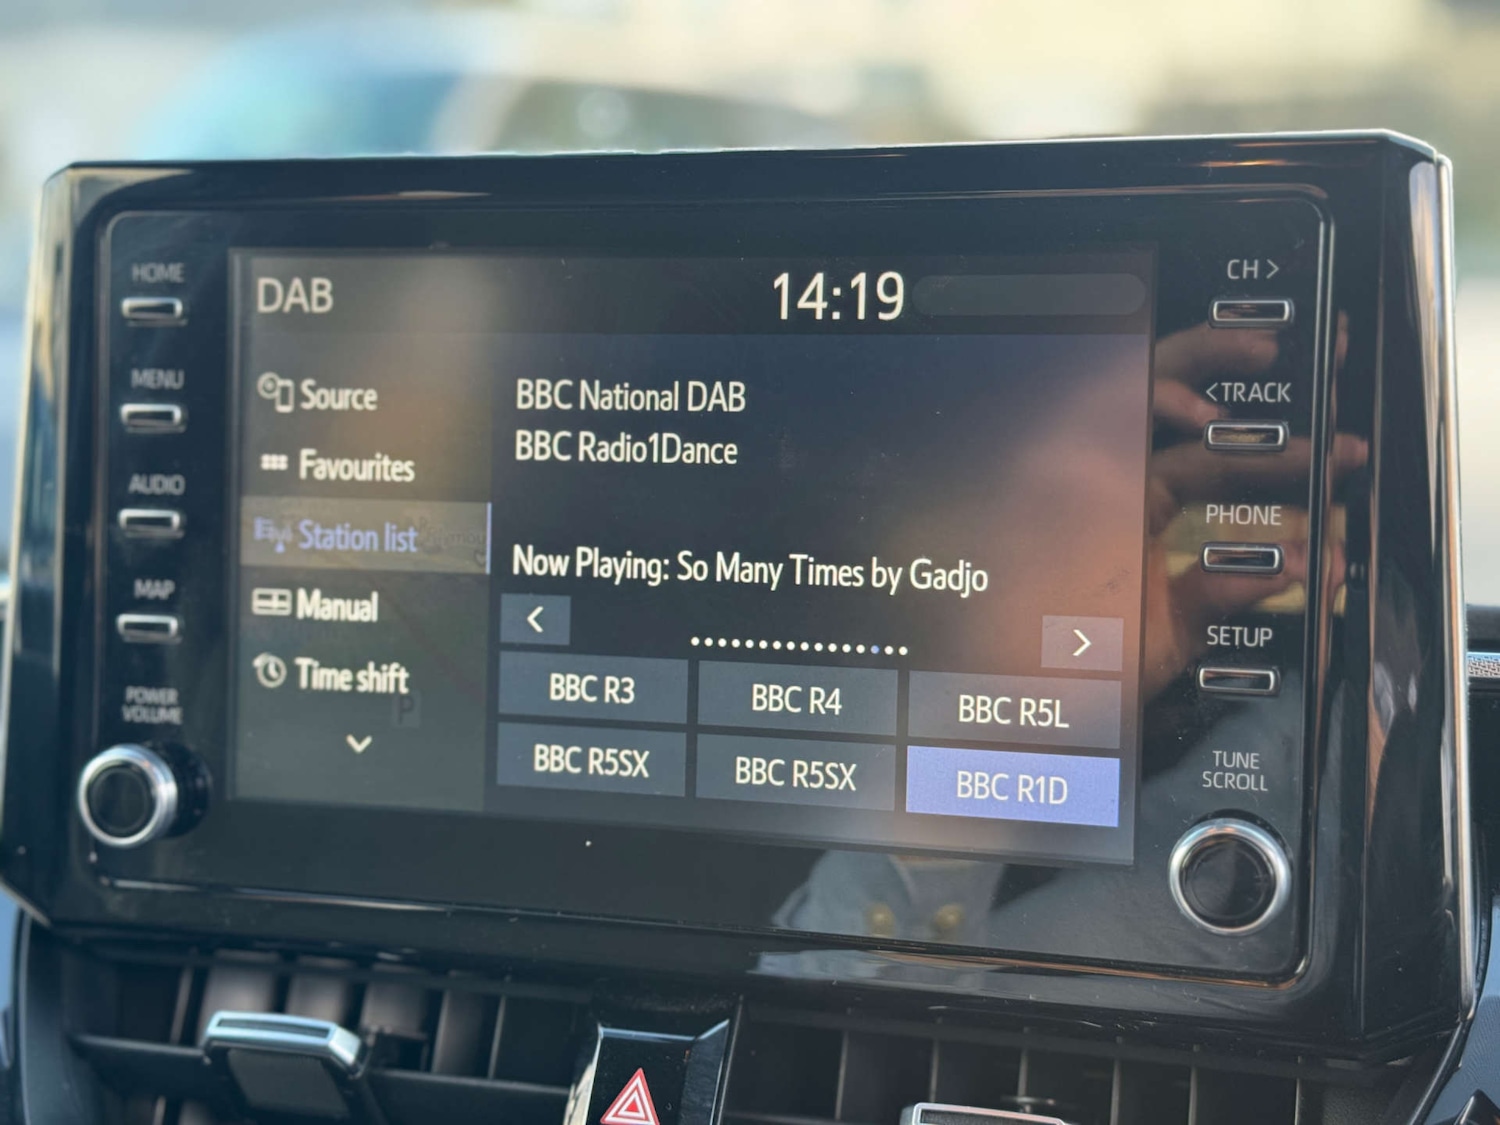 HOME
MENU
AUDIO
MAP
POWER
VOLUME
DAB
14:19
Source
Favourites
Station list
Manual
Time shift
P
BBC National DAB
BBC Radio1Dance
Now Playing: So Many Times by Gadjo
<
>
BBC R3
BBC R4
BBC R5L
BBC R5SX
BBC R5SX
BBC R1D
CH >
< TRACK
PHONE
SETUP
TUNE
SCROLL